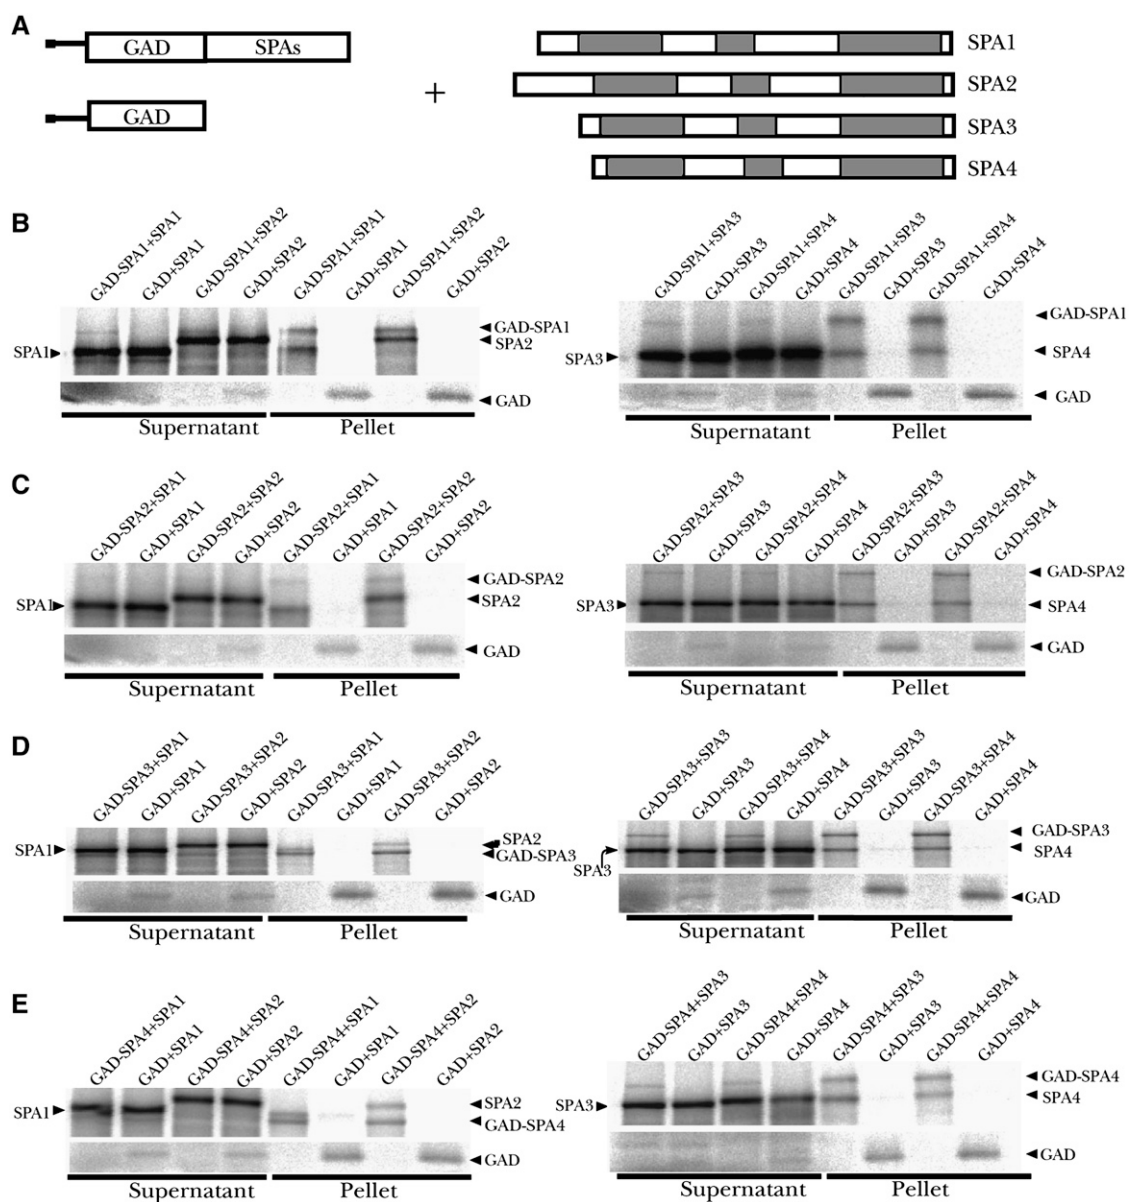 A
GAD SPAs
GAD
+
SPA1
SPA2
SPA3
SPA4
B
GAD-SPA1+SPA1
GAD+SPA1
GAD-SPA1+SPA2
GAD+SPA2
GAD-SPA1+SPA1
GAD+SPA1
GAD-SPA1+SPA2
GAD+SPA2
SPA1
GAD-SPA1
SPA2
GAD
Supernatant Pellet
GAD-SPA1+SPA3
GAD+SPA3
GAD-SPA1+SPA4
GAD+SPA4
GAD-SPA1+SPA3
GAD+SPA3
GAD-SPA1+SPA4
GAD+SPA4
SPA3
GAD-SPA1
SPA4
GAD
Supernatant Pellet
C
GAD-SPA2+SPA1
GAD+SPA1
GAD-SPA2+SPA2
GAD+SPA2
GAD-SPA2+SPA1
GAD+SPA1
GAD-SPA2+SPA2
GAD+SPA2
SPA1
GAD-SPA2
SPA2
GAD
Supernatant Pellet
GAD-SPA2+SPA3
GAD+SPA3
GAD-SPA2+SPA4
GAD+SPA4
GAD-SPA2+SPA3
GAD+SPA3
GAD-SPA2+SPA4
GAD+SPA4
SPA3
GAD-SPA2
SPA4
GAD
Supernatant Pellet
D
GAD-SPA3+SPA1
GAD+SPA1
GAD-SPA3+SPA2
GAD+SPA2
GAD-SPA3+SPA1
GAD+SPA1
GAD-SPA3+SPA2
GAD+SPA2
SPA1
SPA2
GAD-SPA3
GAD
Supernatant Pellet
GAD-SPA3+SPA3
GAD+SPA3
GAD-SPA3+SPA4
GAD+SPA4
GAD-SPA3+SPA3
GAD+SPA3
GAD-SPA3+SPA4
GAD+SPA4
SPA3
GAD-SPA3
SPA4
GAD
Supernatant Pellet
E
GAD-SPA4+SPA1
GAD+SPA1
GAD-SPA4+SPA2
GAD+SPA2
GAD-SPA4+SPA1
GAD+SPA1
GAD-SPA4+SPA2
GAD+SPA2
SPA1
SPA2
GAD-SPA4
GAD
Supernatant Pellet
GAD-SPA4+SPA3
GAD+SPA3
GAD-SPA4+SPA4
GAD+SPA4
GAD-SPA4+SPA3
GAD+SPA3
GAD-SPA4+SPA4
GAD+SPA4
SPA3
GAD-SPA4
SPA4
GAD
Supernatant Pellet